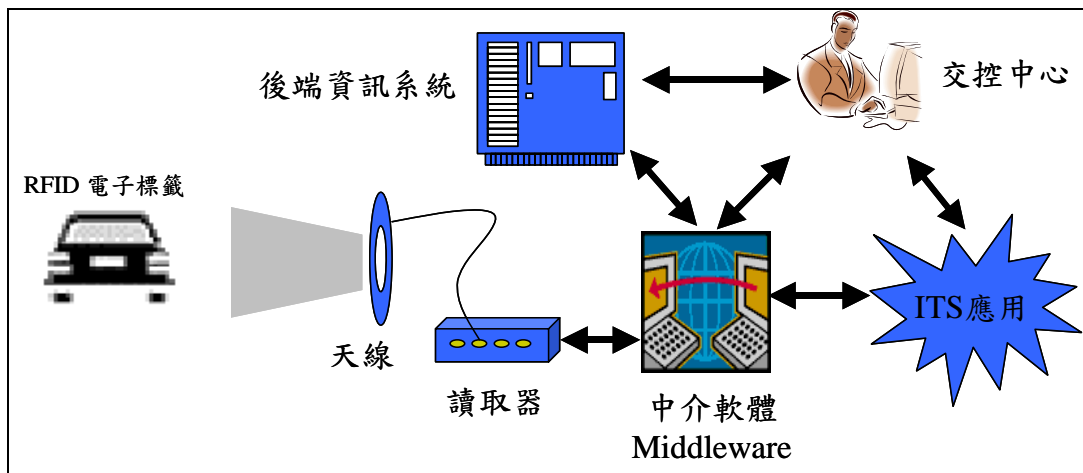 後端資訊系統
交控中心
RFID 電子標籤
ITS應用
天線
讀取器
中介軟體
Middleware